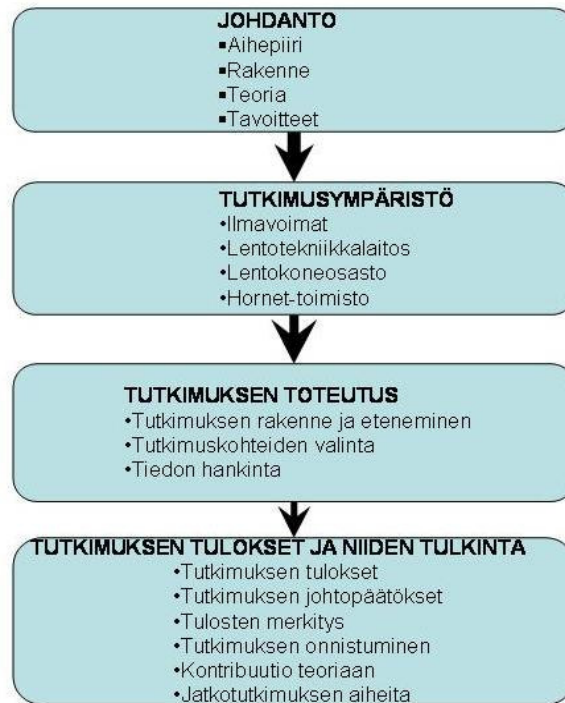 JOHDANTO
▪Aihepiiri
▪Rakenne
▪Teoria
▪Tavoitteet
TUTKIMUSYMPÄRISTÖ
•Ilmavoimat
•Lentotekniikkalaitos
•Lentokoneosasto
•Hornet-toimisto
TUTKIMUKSEN TOTEUTUS
•Tutkimuksen rakenne ja eteneminen
•Tutkimuskohteiden valinta
•Tiedon hankinta
TUTKIMUKSEN TULOKSET JA NIIDEN TULKINTA
•Tutkimuksen tulokset
•Tutkimuksen johtopäätökset
•Tulosten merkitys
•Tutkimuksen onnistuminen
•Kontribuutio teoriaan
•Jatkotutkimuksen aiheita